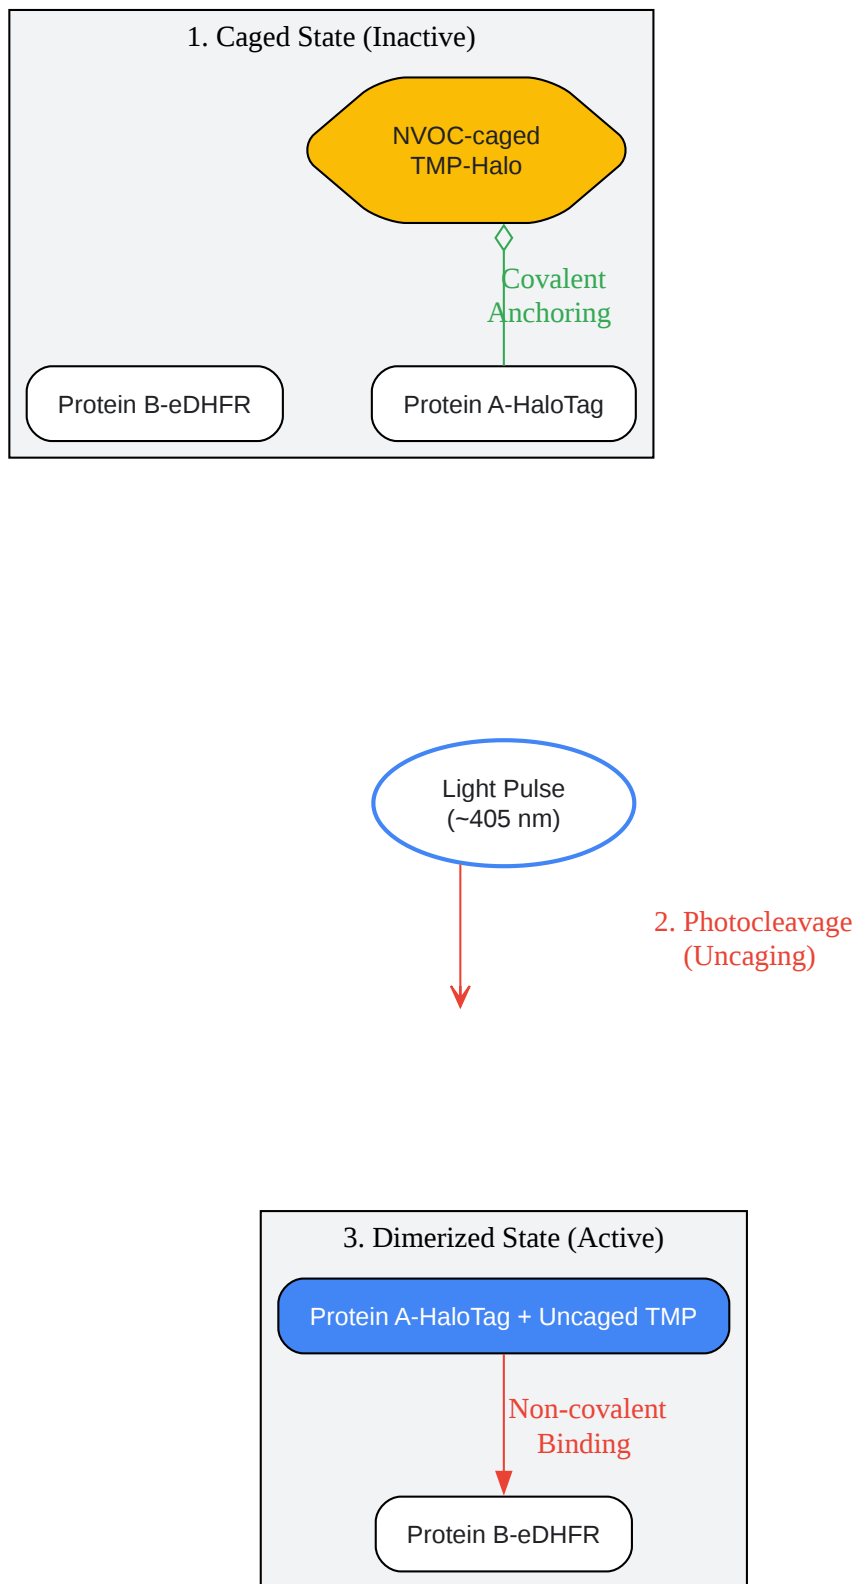 1. Caged State (Inactive)
NVOC-caged
TMP-Halo
Covalent
Anchoring
Protein B-eDHFR
Protein A-HaloTag
Light Pulse
(~405 nm)
2. Photocleavage
(Uncaging)
3. Dimerized State (Active)
Protein A-HaloTag + Uncaged TMP
Non-covalent
Binding
Protein B-eDHFR